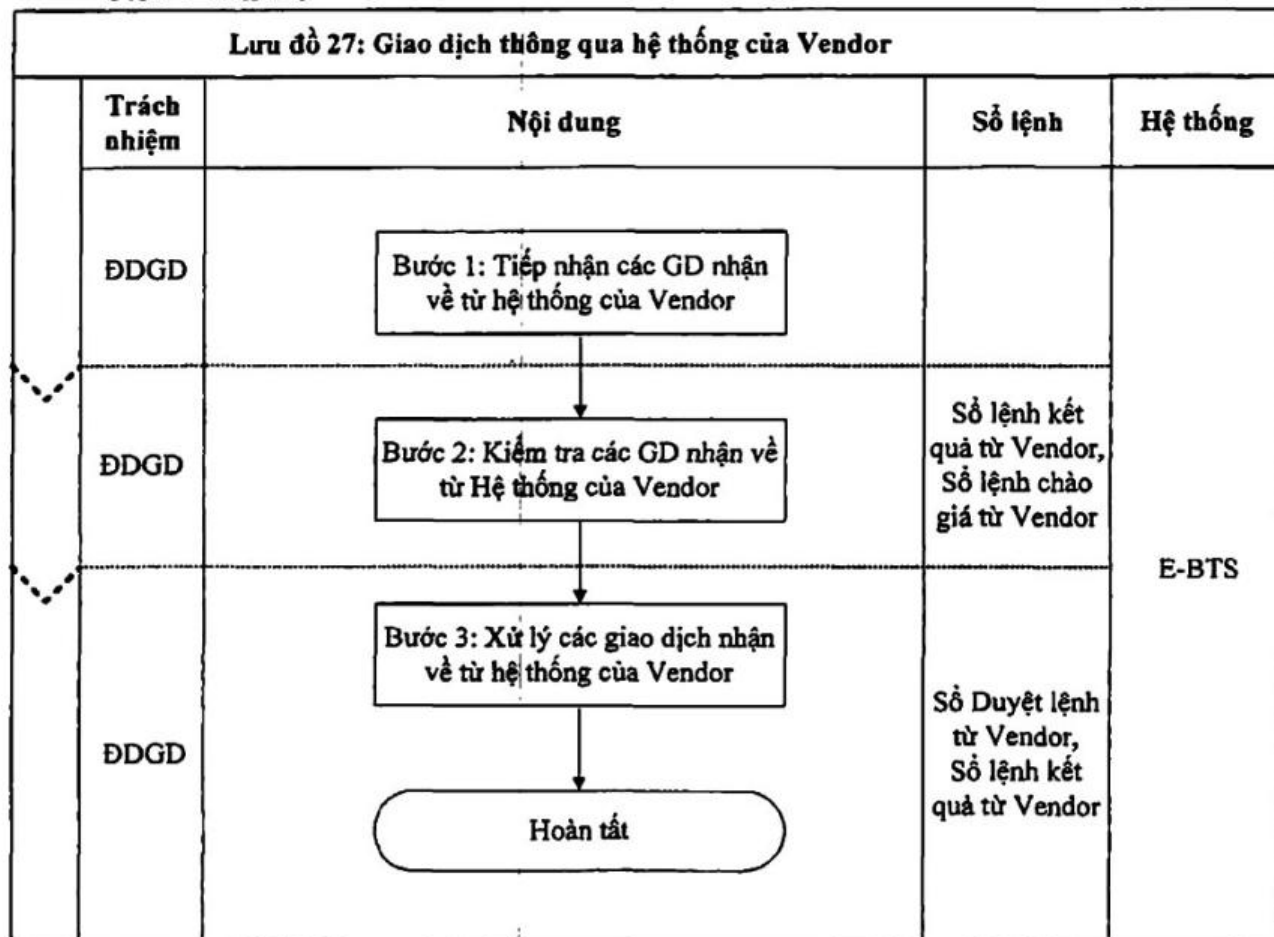 Lưu đồ 27: Giao dịch thông qua hệ thống của Vendor
Trách
nhiệm
Nội dung
Sổ lệnh
Hệ thống
ĐDGD
Bước 1: Tiếp nhận các GD nhận
về từ hệ thống của Vendor
ĐDGD
Bước 2: Kiểm tra các GD nhận về
từ Hệ thống của Vendor
Sổ lệnh kết
quả từ Vendor,
Sổ lệnh chào
giá từ Vendor
E-BTS
ĐDGD
Bước 3: Xử lý các giao dịch nhận
về từ hệ thống của Vendor
Hoàn tất
Sổ Duyệt lệnh
từ Vendor,
Sổ lệnh kết
quả từ Vendor